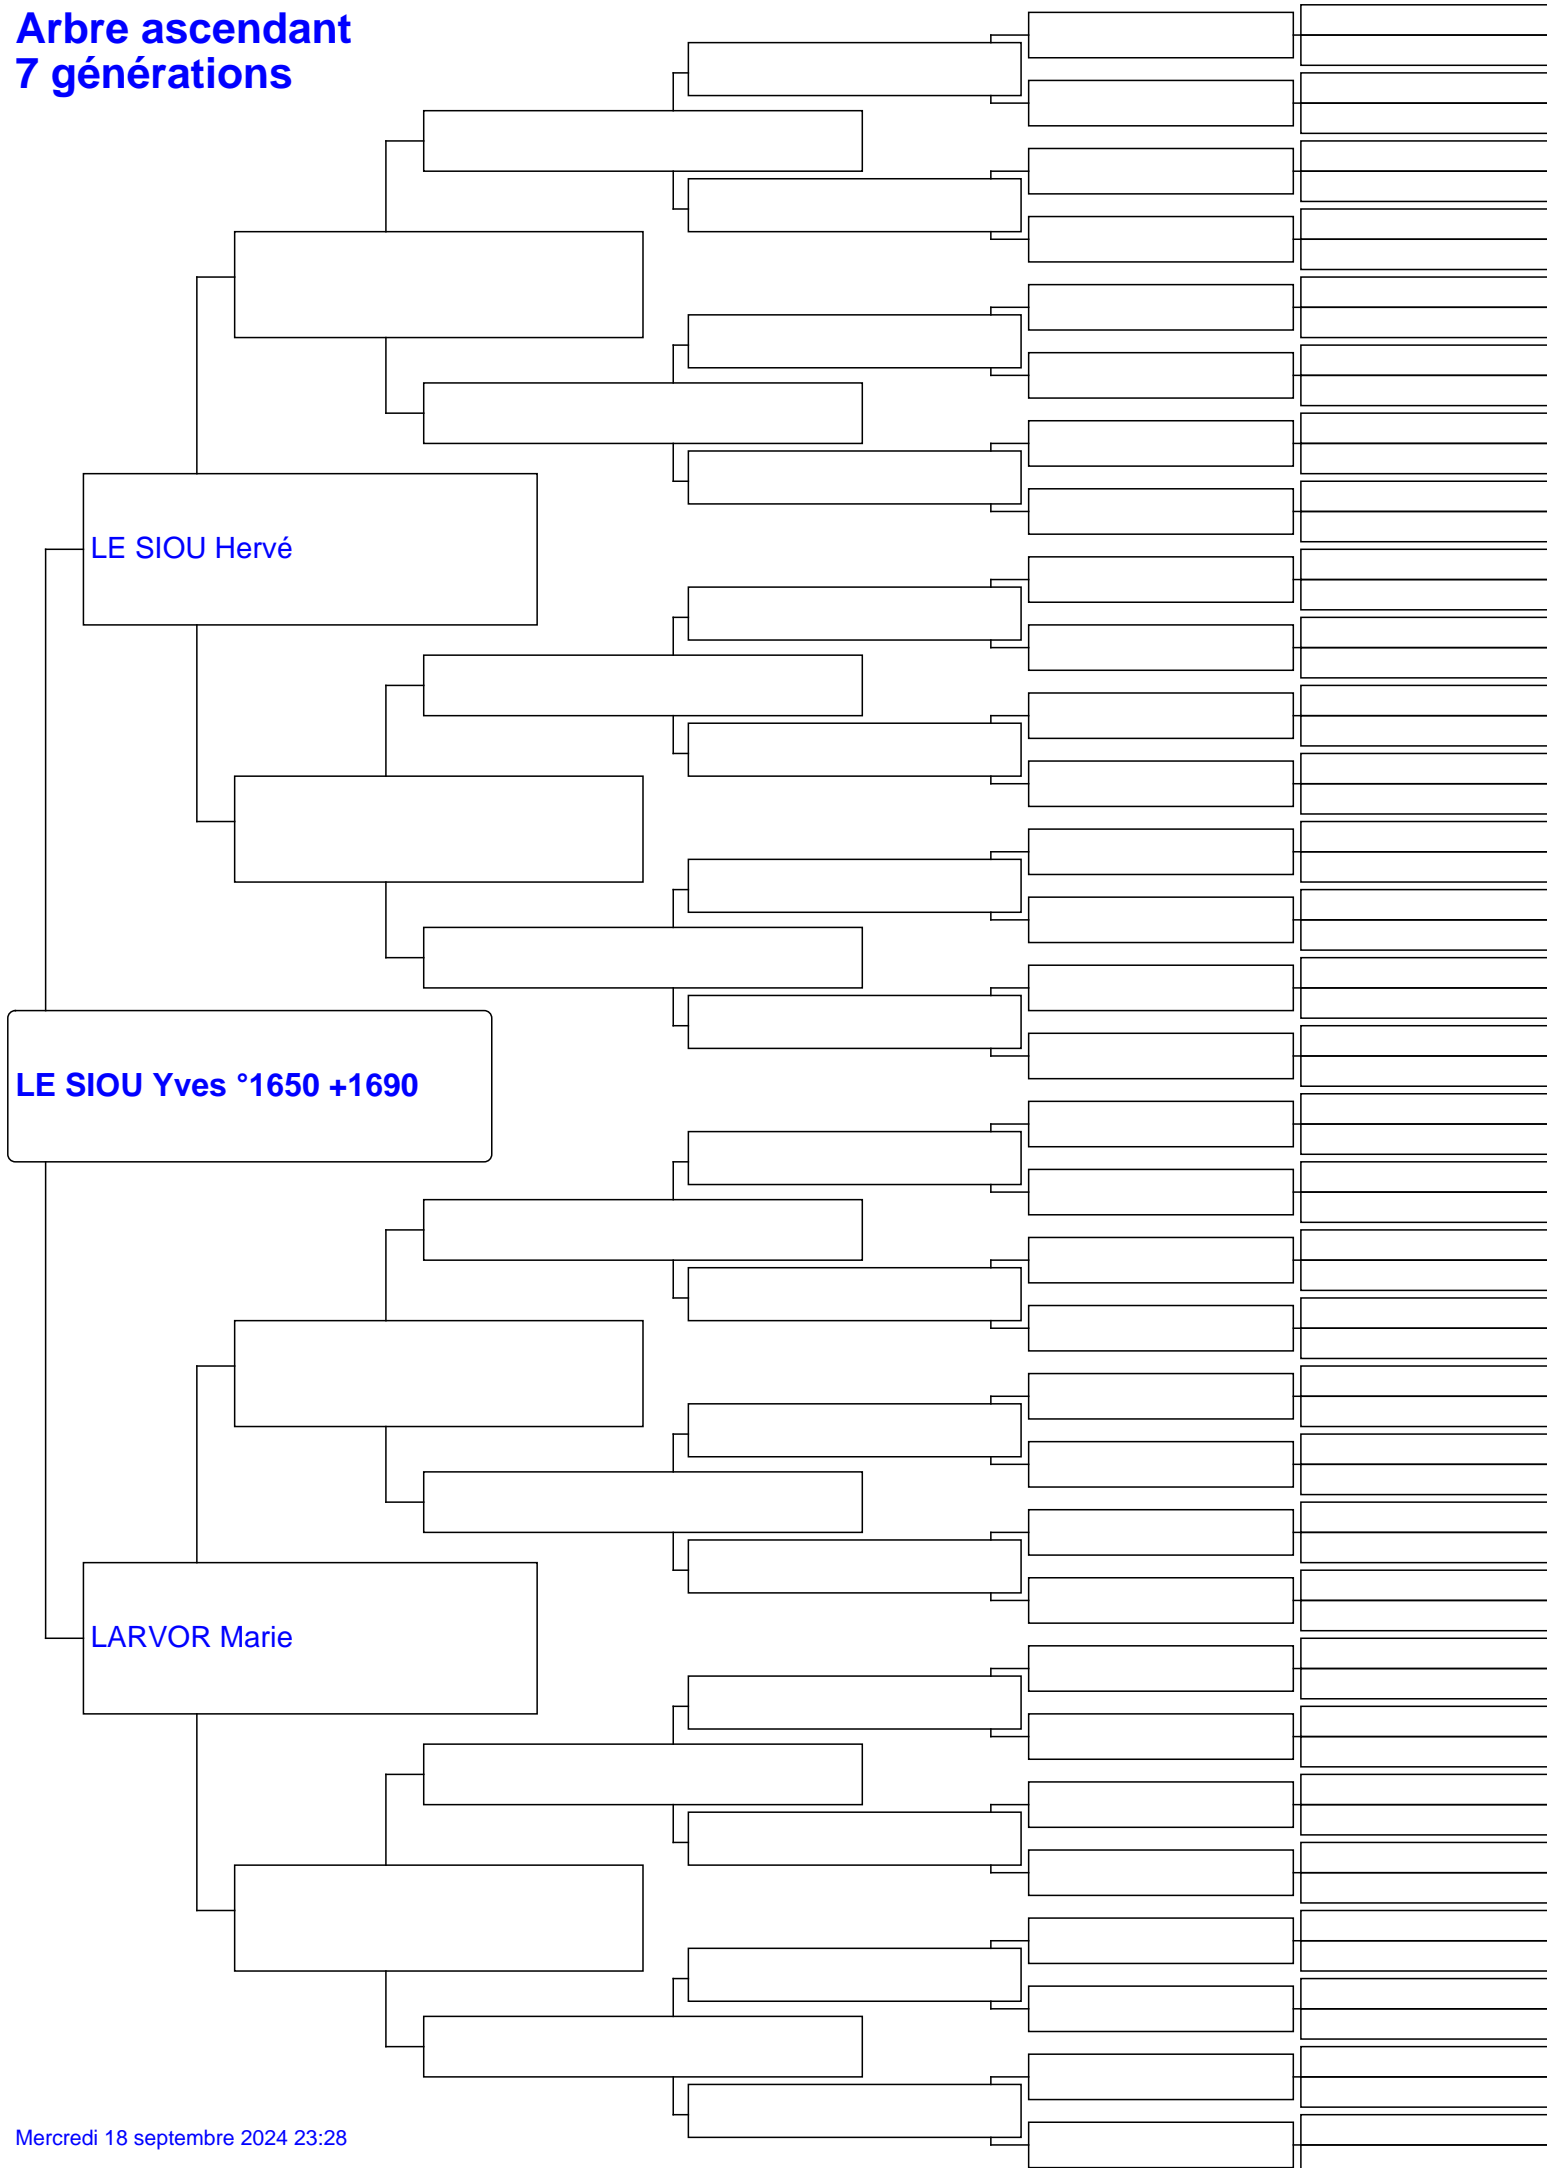 Arbre ascendant
7 générations
LE SIOU Hervé
LE SIOU Yves °1650 +1690
LARVOR Marie
Mercredi 18 septembre 2024 23:28